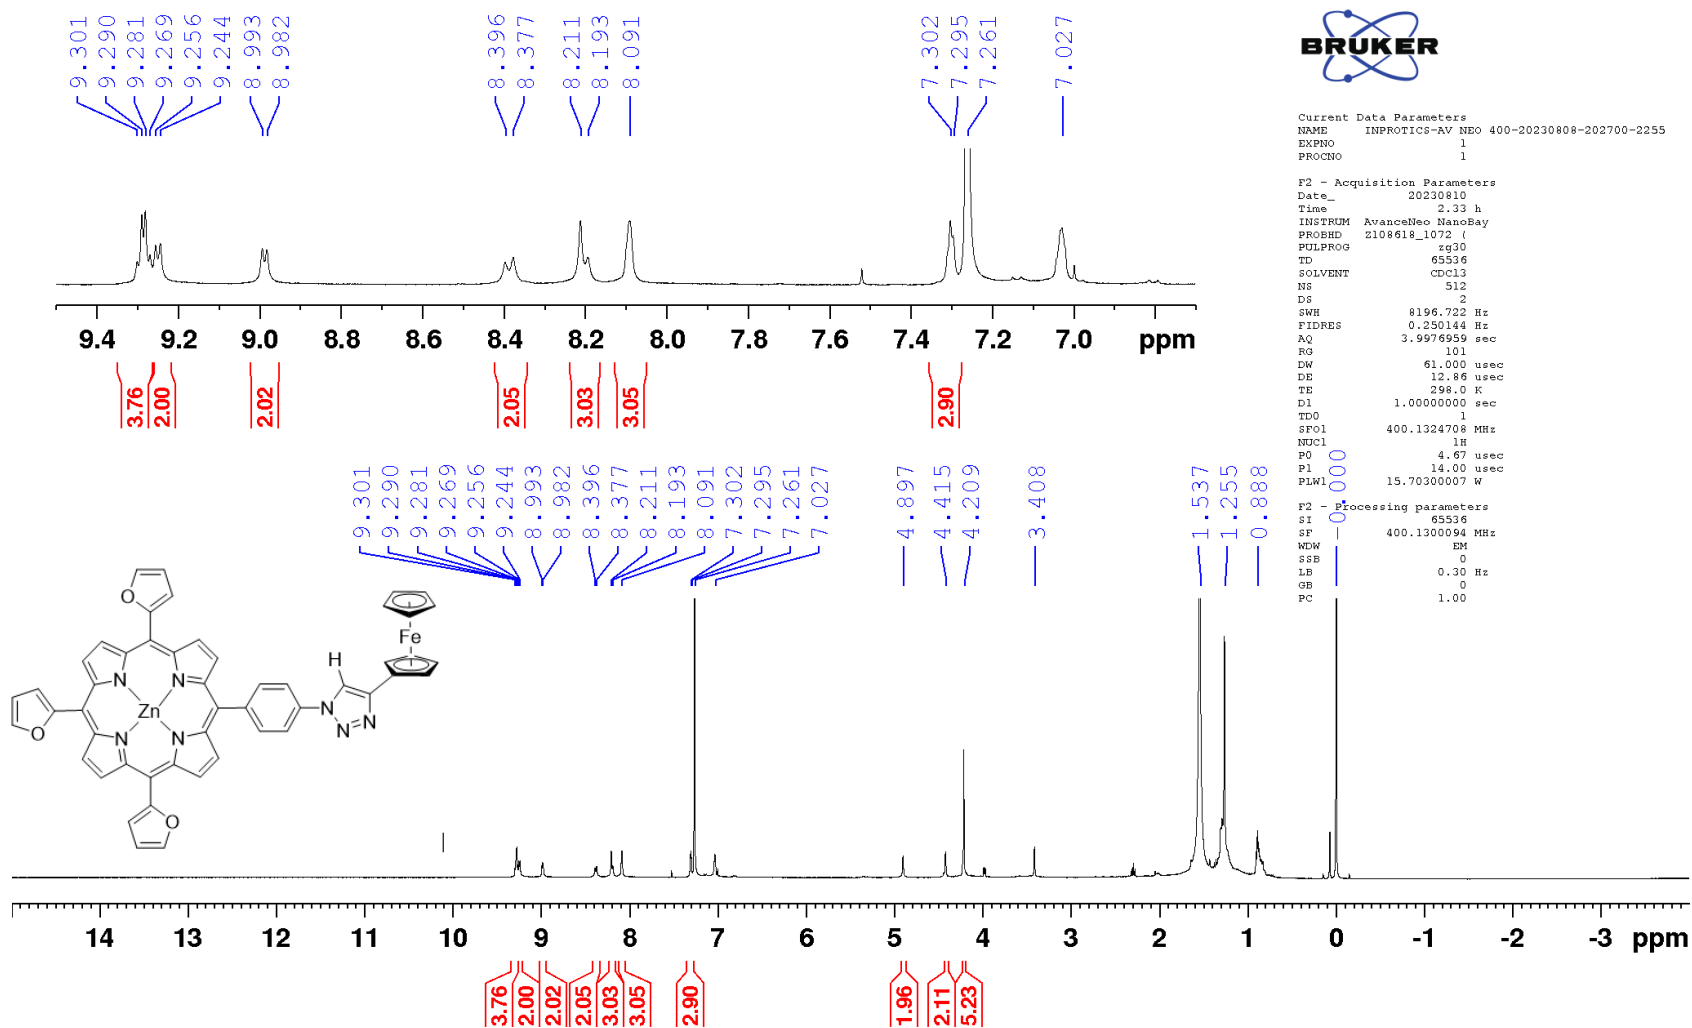 9.301
9.290
9.281
9.269
9.256
9.244
8.993
8.982
8.396
8.377
8.211
8.193
8.091
7.302
7.295
7.261
7.027
9.4 9.2 9.0 8.8 8.6 8.4 8.2 8.0 7.8 7.6 7.4 7.2 7.0 ppm
3.76
2.00
2.02
2.05
3.03
3.05
2.90
BRUKER
Current Data Parameters
NAME INPROTICS-AV NEO 400-20230808-202700-2255
EXPNO 1
PROCNO 1
F2 - Acquisition Parameters
Date_ 20230810
Time 2.33 h
INSTRUM AvanceNeo NanoBay
PROBHD Z108618_1072 (
PULPROG zg30
TD 65536
SOLVENT CDCl3
NS 512
DS 2
SWH 8196.722 Hz
FIDRES 0.250144 Hz
AQ 3.9976959 sec
RG 101
DW 61.000 usec
DE 12.86 usec
TE 298.0 K
D1 1.00000000 sec
TD0 1
SFO1 400.1324708 MHz
NUC1 1H
P0 4.67 usec
P1 14.00 usec
PLW1 15.70300007 W
F2 - Processing parameters
SI 65536
SF 400.1300094 MHz
WDW EM
SSB 0
LB 0.30 Hz
GB 0
PC 1.00
9.301
9.290
9.281
9.269
9.256
9.244
8.993
8.982
8.396
8.377
8.211
8.193
8.091
7.302
7.295
7.261
7.027
4.897
4.415
4.209
3.408
1.537
1.255
0.888
-0.000
O
Fe
H
N N
Zn
N N
N
N=N
O
O
14 13 12 11 10 9 8 7 6 5 4 3 2 1 0 -1 -2 -3 ppm
3.76
2.00
2.02
2.05
3.03
3.05
2.90
1.96
2.11
5.23